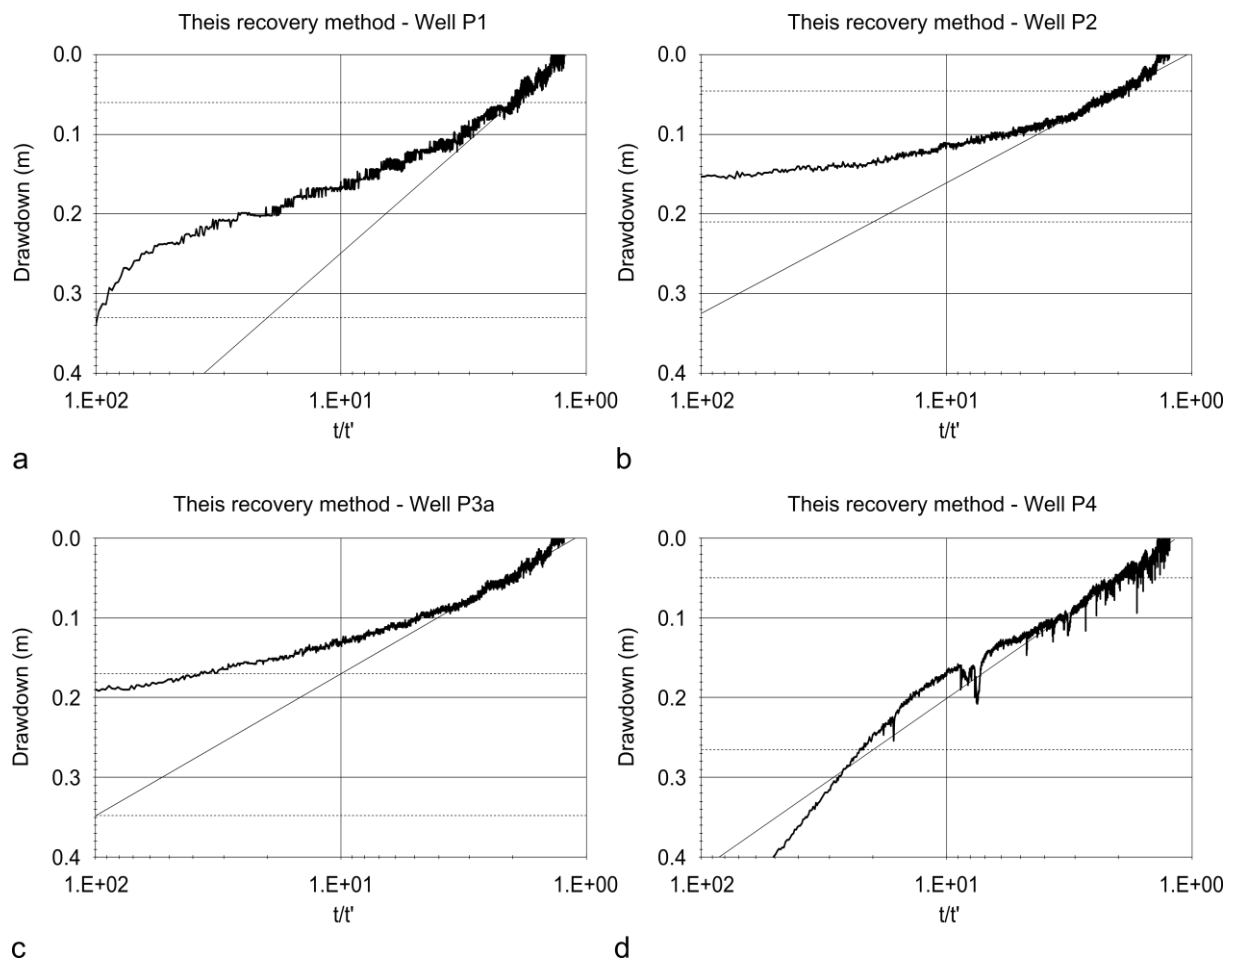 Theis recovery method - Well P1
0.0
0.1
0.2
0.3
0.4
Drawdown (m)
1.E+02 1.E+01 1.E+00
t/t'
a
Theis recovery method - Well P2
0.0
0.1
0.2
0.3
0.4
Drawdown (m)
1.E+02 1.E+01 1.E+00
t/t'
b
Theis recovery method - Well P3a
0.0
0.1
0.2
0.3
0.4
Drawdown (m)
1.E+02 1.E+01 1.E+00
t/t'
c
Theis recovery method - Well P4
0.0
0.1
0.2
0.3
0.4
Drawdown (m)
1.E+02 1.E+01 1.E+00
t/t'
d